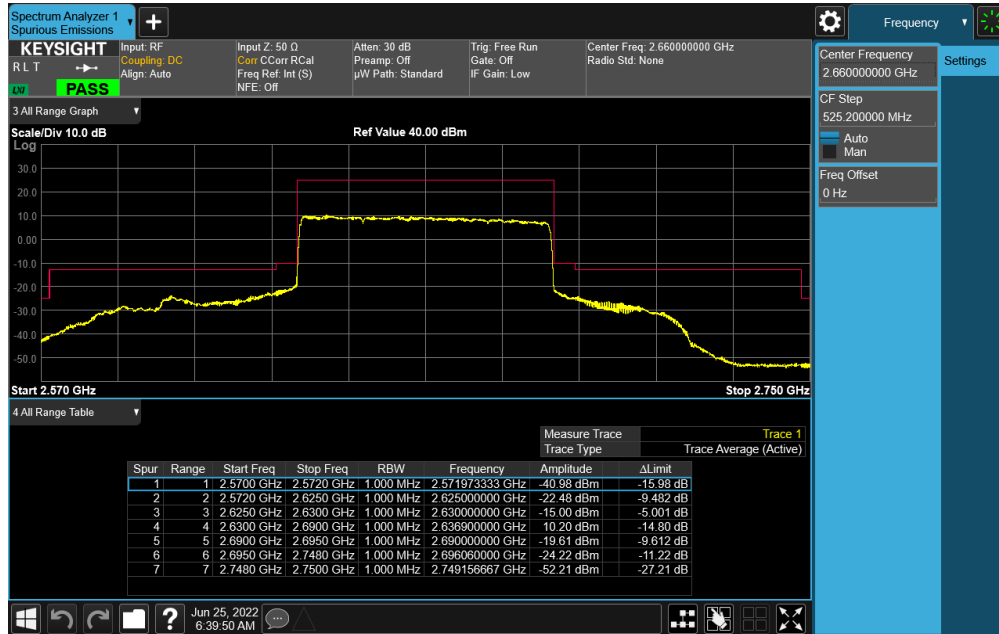 Spectrum Analyzer 1
Spurious Emissions
Frequency
KEYSIGHT
Input: RF
Input Z: 50 Ω
Atten: 30 dB
Trig: Free Run
Center Freq: 2.660000000 GHz
R L T
Coupling: DC
Corr CCorr RCal
Preamp: Off
Gate: Off
Radio Std: None
Align: Auto
Freq Ref: Int (S)
µW Path: Standard
IF Gain: Low
LXI
PASS
NFE: Off
Center Frequency
2.660000000 GHz
Settings
CF Step
525.200000 MHz
Auto
Man
Freq Offset
0 Hz
3 All Range Graph
Scale/Div 10.0 dB
Ref Value 40.00 dBm
Log
30.0
20.0
10.0
0.00
-10.0
-20.0
-30.0
-40.0
-50.0
Start 2.570 GHz
Stop 2.750 GHz
4 All Range Table
Measure Trace Trace 1
Trace Type Trace Average (Active)
Spur Range Start Freq Stop Freq RBW Frequency Amplitude ΔLimit
1 1 2.5700 GHz 2.5720 GHz 1.000 MHz 2.571973333 GHz -40.98 dBm -15.98 dB
2 2 2.5720 GHz 2.6250 GHz 1.000 MHz 2.625000000 GHz -22.48 dBm -9.482 dB
3 3 2.6250 GHz 2.6300 GHz 1.000 MHz 2.630000000 GHz -15.00 dBm -5.001 dB
4 4 2.6300 GHz 2.6900 GHz 1.000 MHz 2.636900000 GHz 10.20 dBm -14.80 dB
5 5 2.6900 GHz 2.6950 GHz 1.000 MHz 2.690000000 GHz -19.61 dBm -9.612 dB
6 6 2.6950 GHz 2.7480 GHz 1.000 MHz 2.696060000 GHz -24.22 dBm -11.22 dB
7 7 2.7480 GHz 2.7500 GHz 1.000 MHz 2.749156667 GHz -52.21 dBm -27.21 dB
Jun 25, 2022
6:39:50 AM